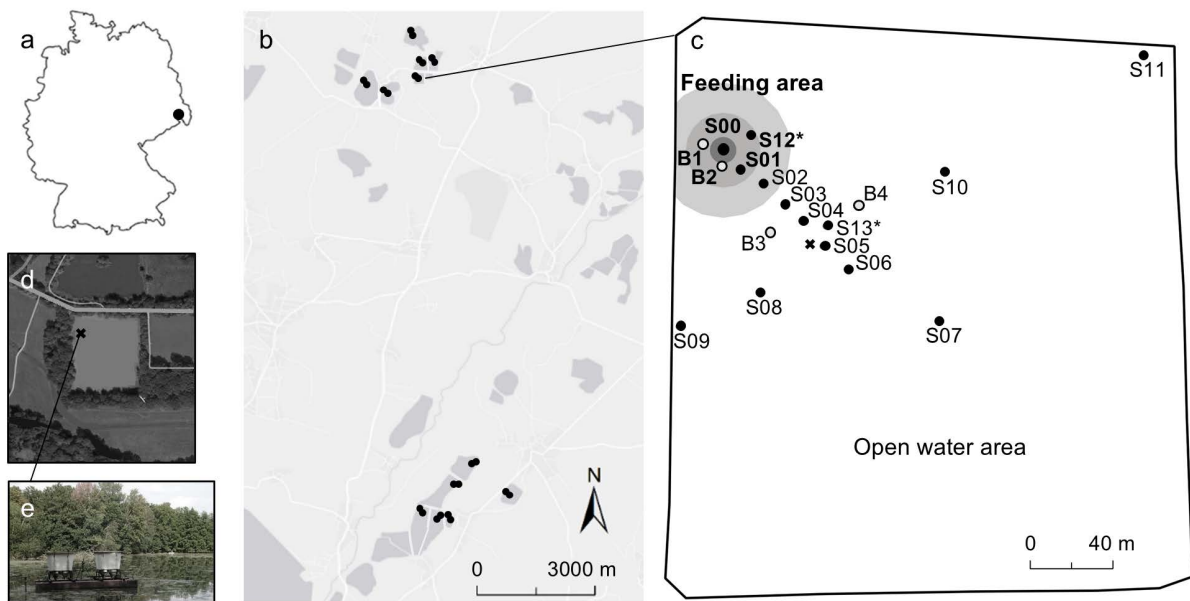 a
b
c
S11
Feeding area
S00
S12*
B1
S01
B2
S02
S10
S03
B4
S04
S13*
B3
S05
S06
d
S08
S07
S09
Open water area
N
e
0 3000 m
0 40 m